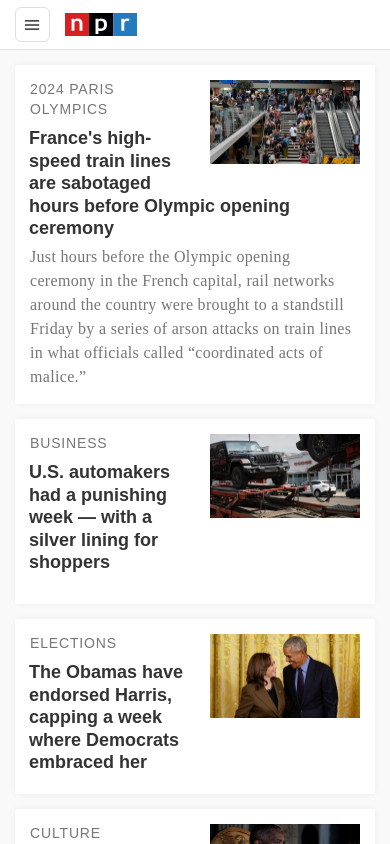 npr
2024 PARIS
OLYMPICS
France's high-
speed train lines
are sabotaged
hours before Olympic opening
ceremony
Just hours before the Olympic opening
ceremony in the French capital, rail networks
around the country were brought to a standstill
Friday by a series of arson attacks on train lines
in what officials called “coordinated acts of
malice.”
BUSINESS
U.S. automakers
had a punishing
week — with a
silver lining for
shoppers
ELECTIONS
The Obamas have
endorsed Harris,
capping a week
where Democrats
embraced her
CULTURE